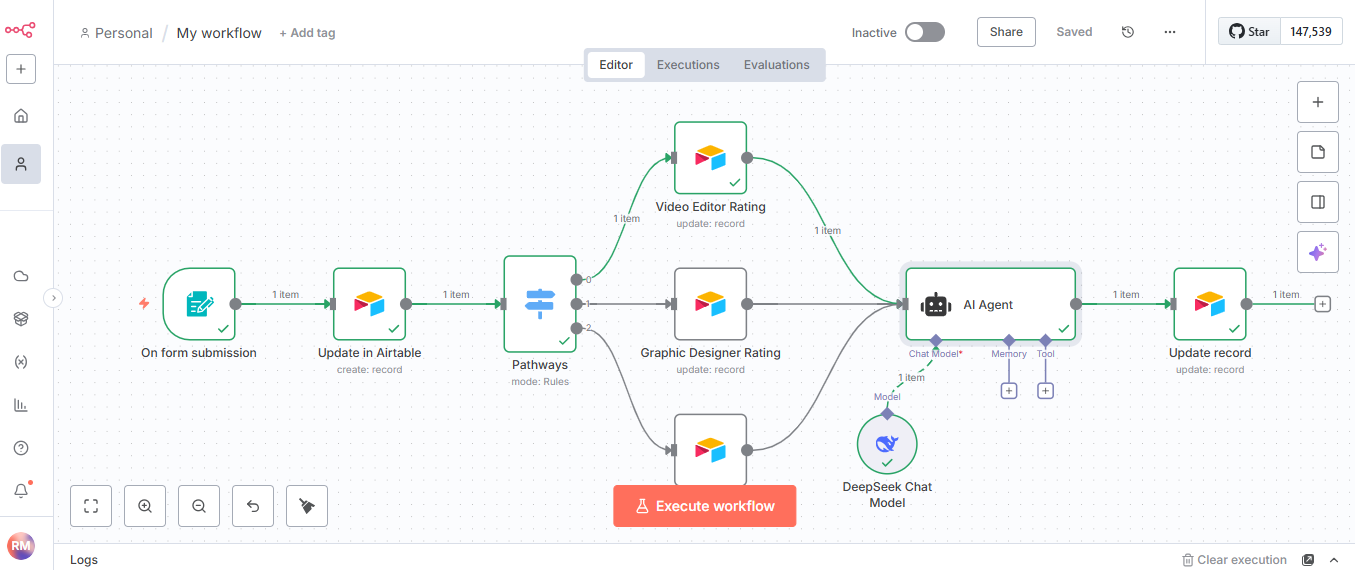 Personal / My workflow + Add tag
Inactive
Share
Saved
Star 147,539
Editor Executions Evaluations
1 item
Video Editor Rating
update: record
1 item
On form submission
1 item
Update in Airtable
create: record
1 item
0
1
2
Pathways
mode: Rules
Graphic Designer Rating
update: record
AI Agent
Chat Model*
Memory
Tool
1 item
Model
DeepSeek Chat
Model
1 item
Update record
update: record
1 item
Execute workflow
RM
Logs
Clear execution